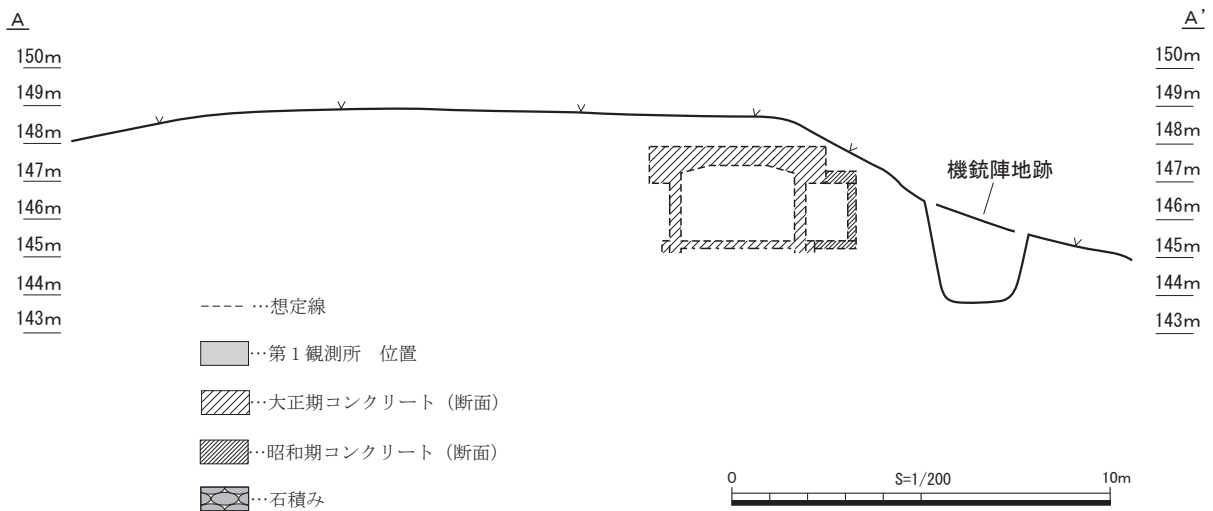 A A’
150m 150m
149m 149m
148m 148m
147m 147m
機銃陣地跡
146m 146m
145m 145m
144m 144m
143m 143m
…想定線
…第１観測所　位置
…大正期コンクリート（断面）
…昭和期コンクリート（断面）
…石積み
0 S=1/200 10m